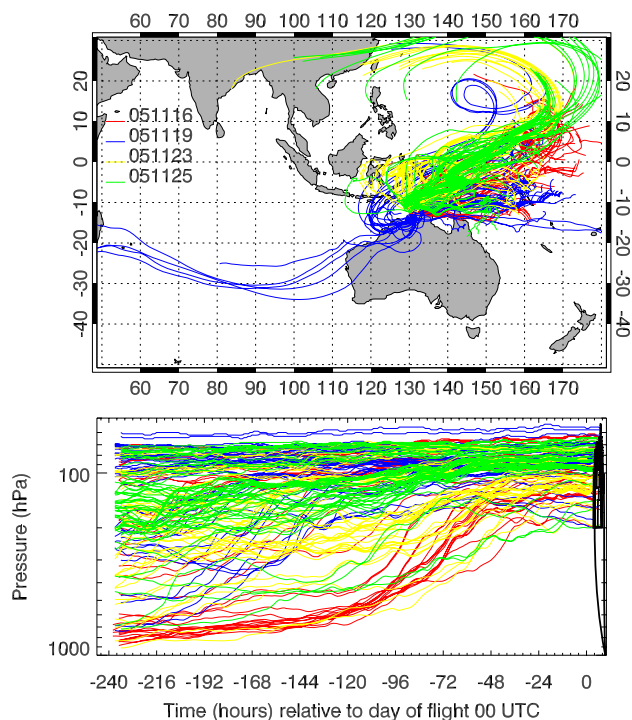 60 70 80 90 100 110 120 130 140 150 160 170
20 20
10 10
0 0
-10 -10
-20 -20
-30 -30
-40 -40
051116
051119
051123
051125
60 70 80 90 100 110 120 130 140 150 160 170
Pressure (hPa)
100
1000
-240 -216 -192 -168 -144 -120 -96 -72 -48 -24 0
Time (hours) relative to day of flight 00 UTC